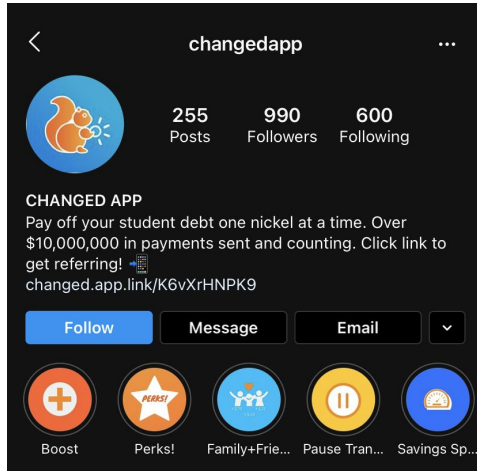 changedapp
255 990 600
Posts Followers Following
CHANGED APP
Pay off your student debt one nickel at a time. Over
$10,000,000 in payments sent and counting. Click link to
get referring!
changed.app.link/K6vXrHNPK9
Follow Message Email
PERKS!
Boost Perks! Family+Frie... Pause Tran... Savings Sp...